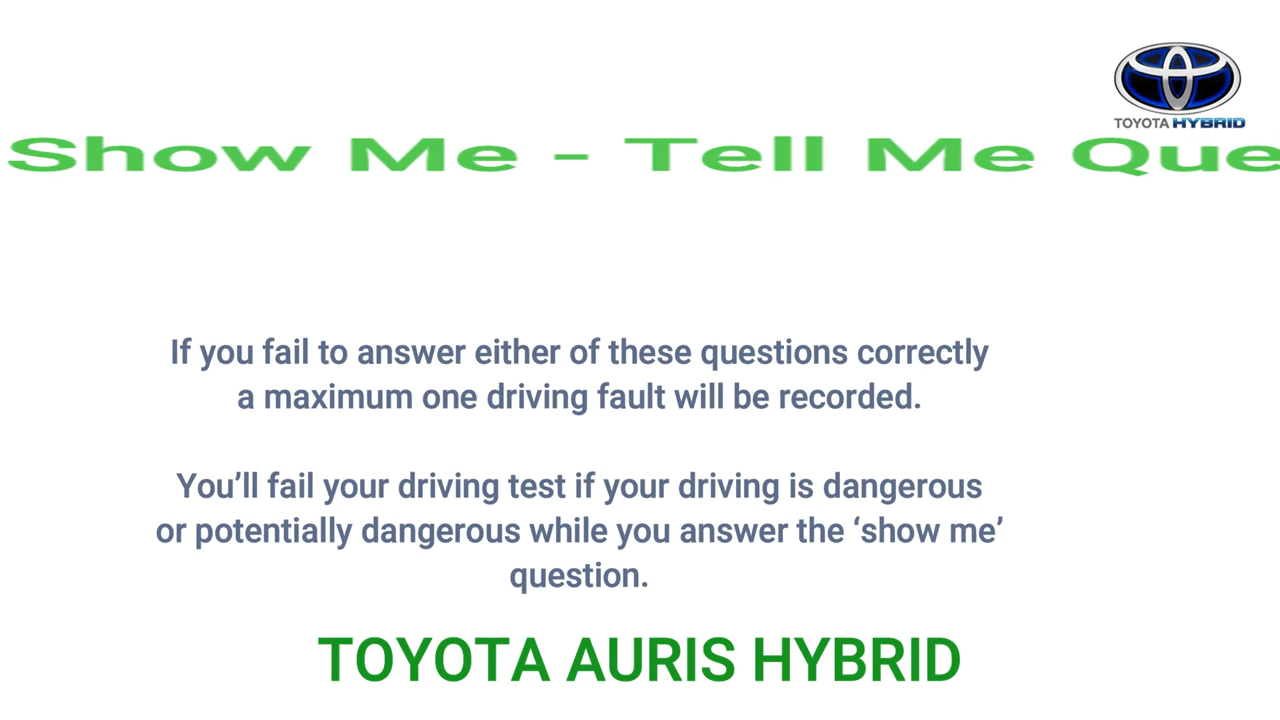 TOYOTA HYBRID
Show Me - Tell Me Que
If you fail to answer either of these questions correctly
a maximum one driving fault will be recorded.
You’ll fail your driving test if your driving is dangerous
or potentially dangerous while you answer the ‘show me’
question.
TOYOTA AURIS HYBRID